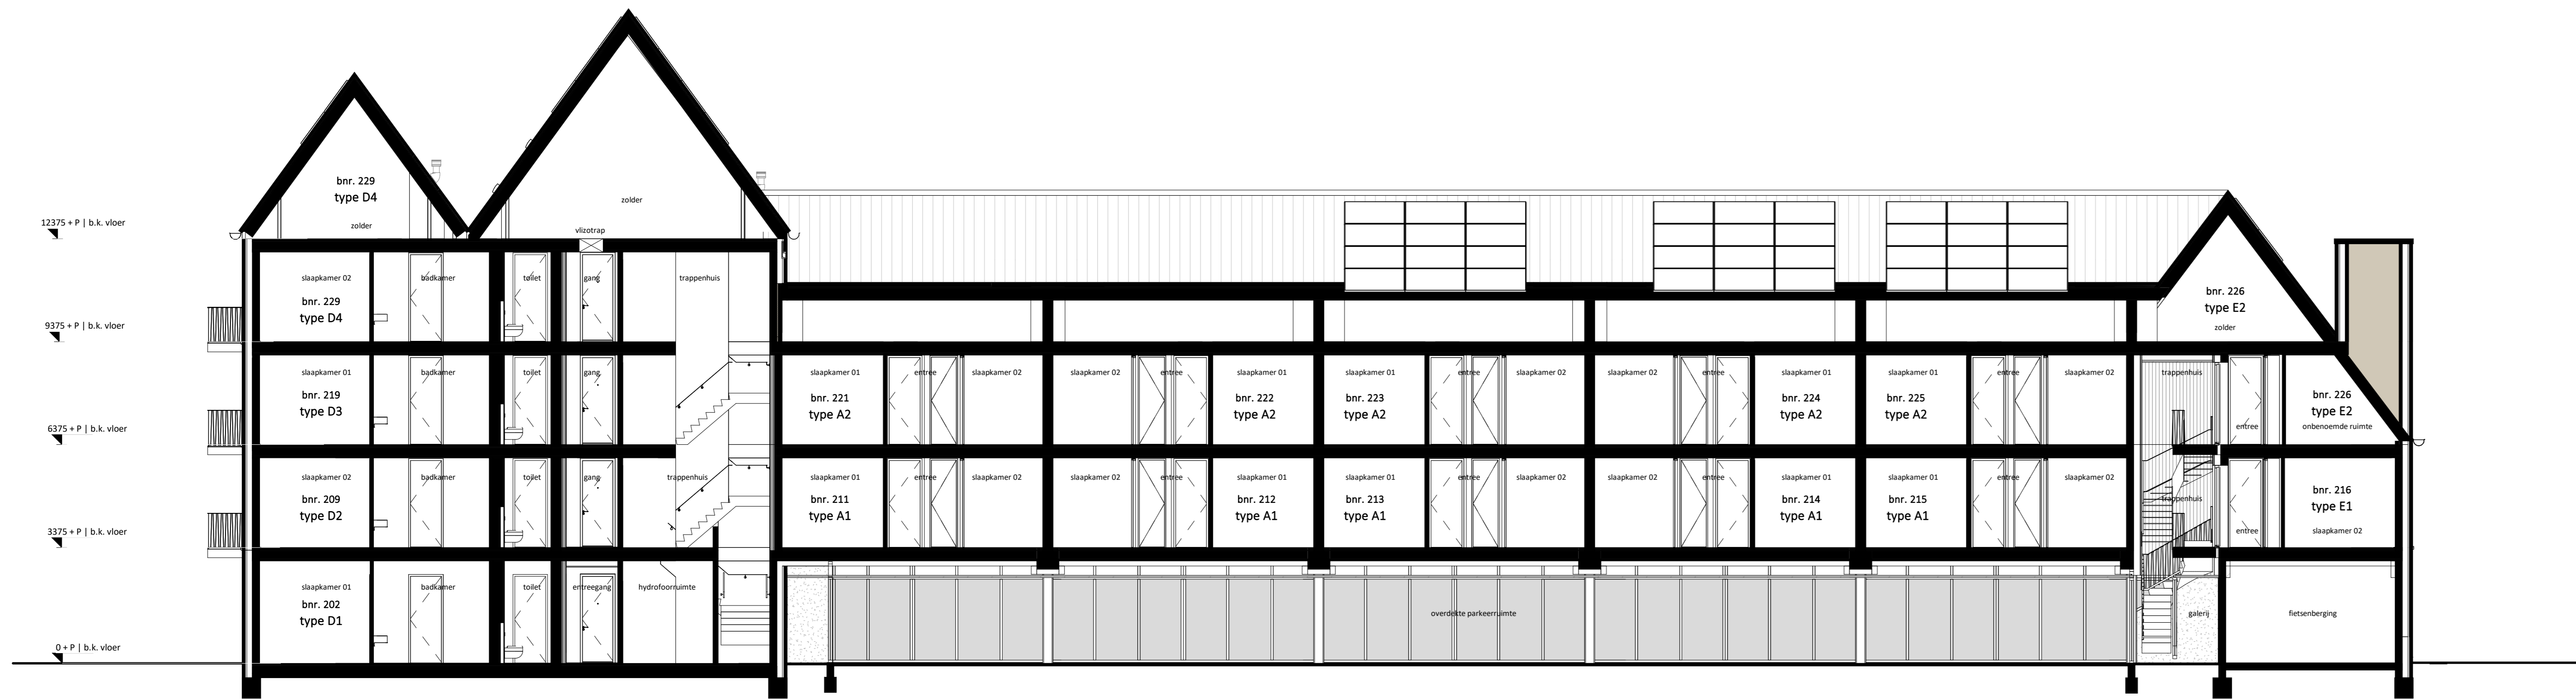 bnr. 229
type D4
zolder
zolder
vlizotrap
12375 + P | b.k. vloer
slaapkamer 02
badkamer
toilet
gang
trappenhuis
bnr. 229
type D4
bnr. 226
type E2
zolder
9375 + P | b.k. vloer
slaapkamer 01
badkamer
toilet
gang
slaapkamer 01
entree
slaapkamer 02
slaapkamer 02
entree
slaapkamer 01
slaapkamer 01
entree
slaapkamer 02
slaapkamer 02
entree
slaapkamer 01
slaapkamer 01
entree
slaapkamer 02
trappenhuis
bnr. 219
type D3
bnr. 221
type A2
bnr. 222
type A2
bnr. 223
type A2
bnr. 224
type A2
bnr. 225
type A2
bnr. 226
type E2
entree
onbenoemde ruimte
6375 + P | b.k. vloer
slaapkamer 02
badkamer
toilet
gang
trappenhuis
slaapkamer 01
entree
slaapkamer 02
slaapkamer 02
entree
slaapkamer 01
slaapkamer 01
entree
slaapkamer 02
slaapkamer 02
entree
slaapkamer 01
slaapkamer 01
entree
slaapkamer 02
trappenhuis
bnr. 209
type D2
bnr. 211
type A1
bnr. 212
type A1
bnr. 213
type A1
bnr. 214
type A1
bnr. 215
type A1
bnr. 216
type E1
entree
slaapkamer 02
3375 + P | b.k. vloer
slaapkamer 01
badkamer
toilet
entreegang
hydrofoorruimte
bnr. 202
type D1
overdekte parkeerruimte
galerij
fietsenberging
0 + P | b.k. vloer